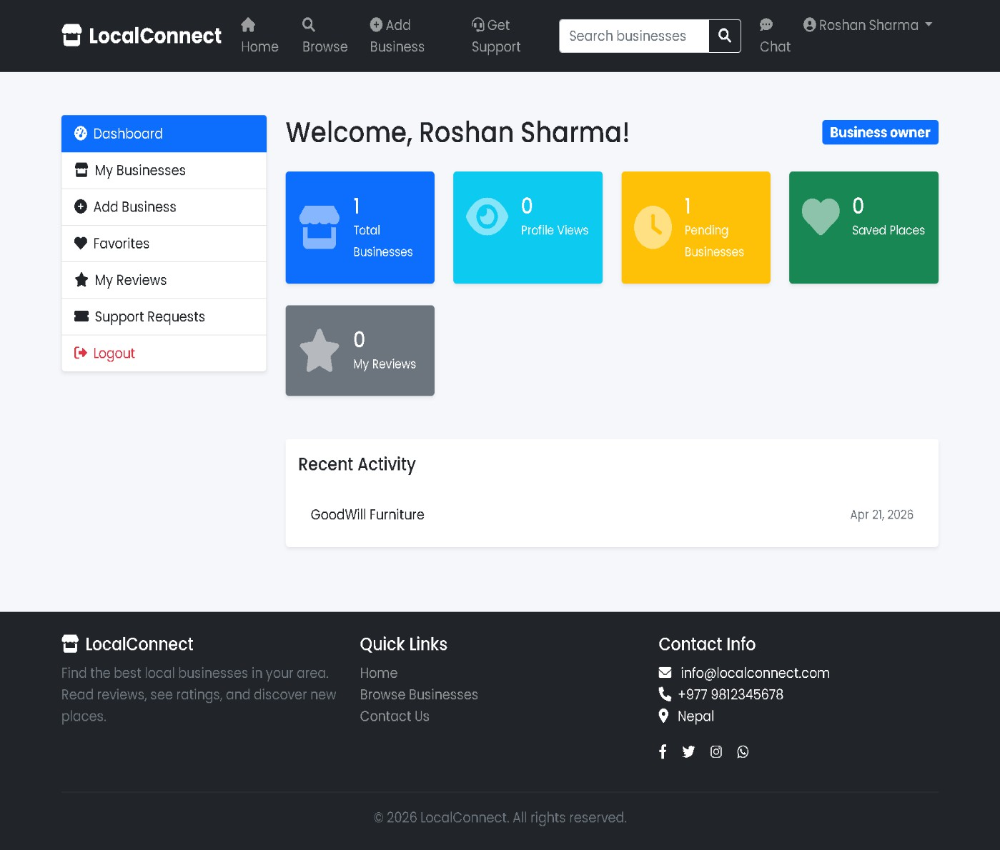 LocalConnect
Home
Browse
Add
Business
Get
Support
Search businesses
Chat
Roshan Sharma
Dashboard
My Businesses
Add Business
Favorites
My Reviews
Support Requests
Logout
Welcome, Roshan Sharma!
Business owner
1
Total
Businesses
0
Profile Views
1
Pending
Businesses
0
Saved Places
0
My Reviews
Recent Activity
GoodWill Furniture
Apr 21, 2026
LocalConnect
Find the best local businesses in your area.
Read reviews, see ratings, and discover new
places.
Quick Links
Home
Browse Businesses
Contact Us
Contact Info
info@localconnect.com
+977 9812345678
Nepal
© 2026 LocalConnect. All rights reserved.